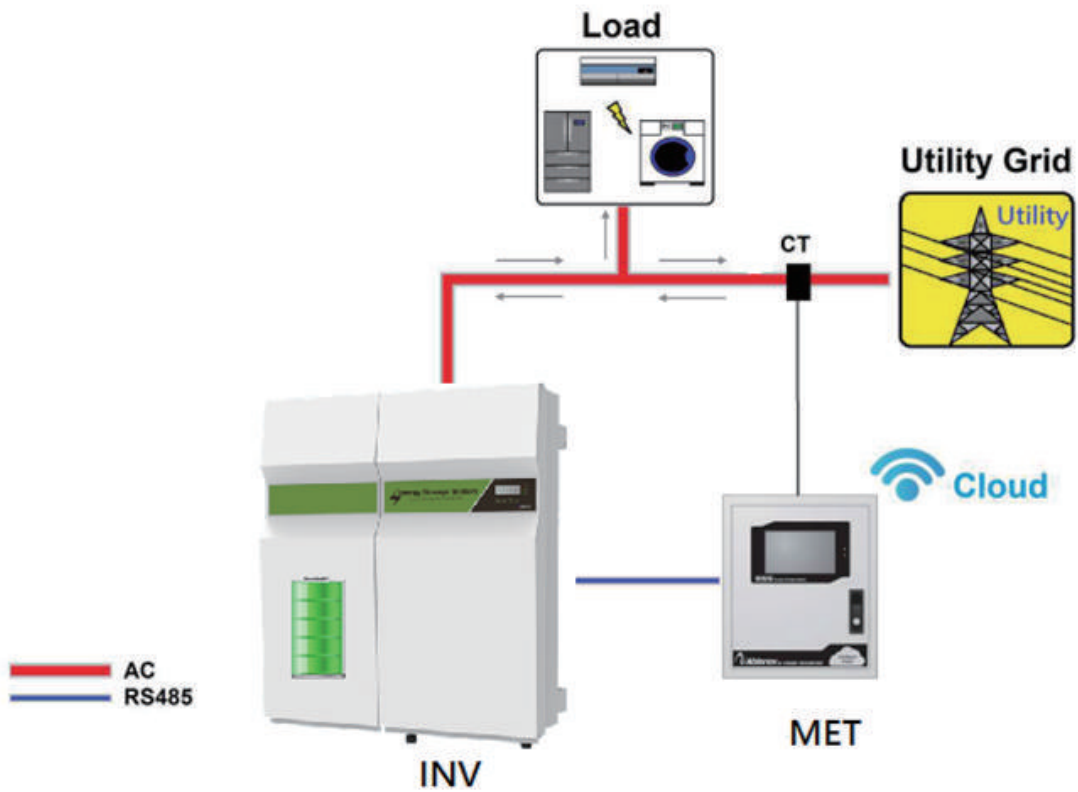 Load
Utility Grid
Utility
CT
Cloud
AC
RS485
MET
INV